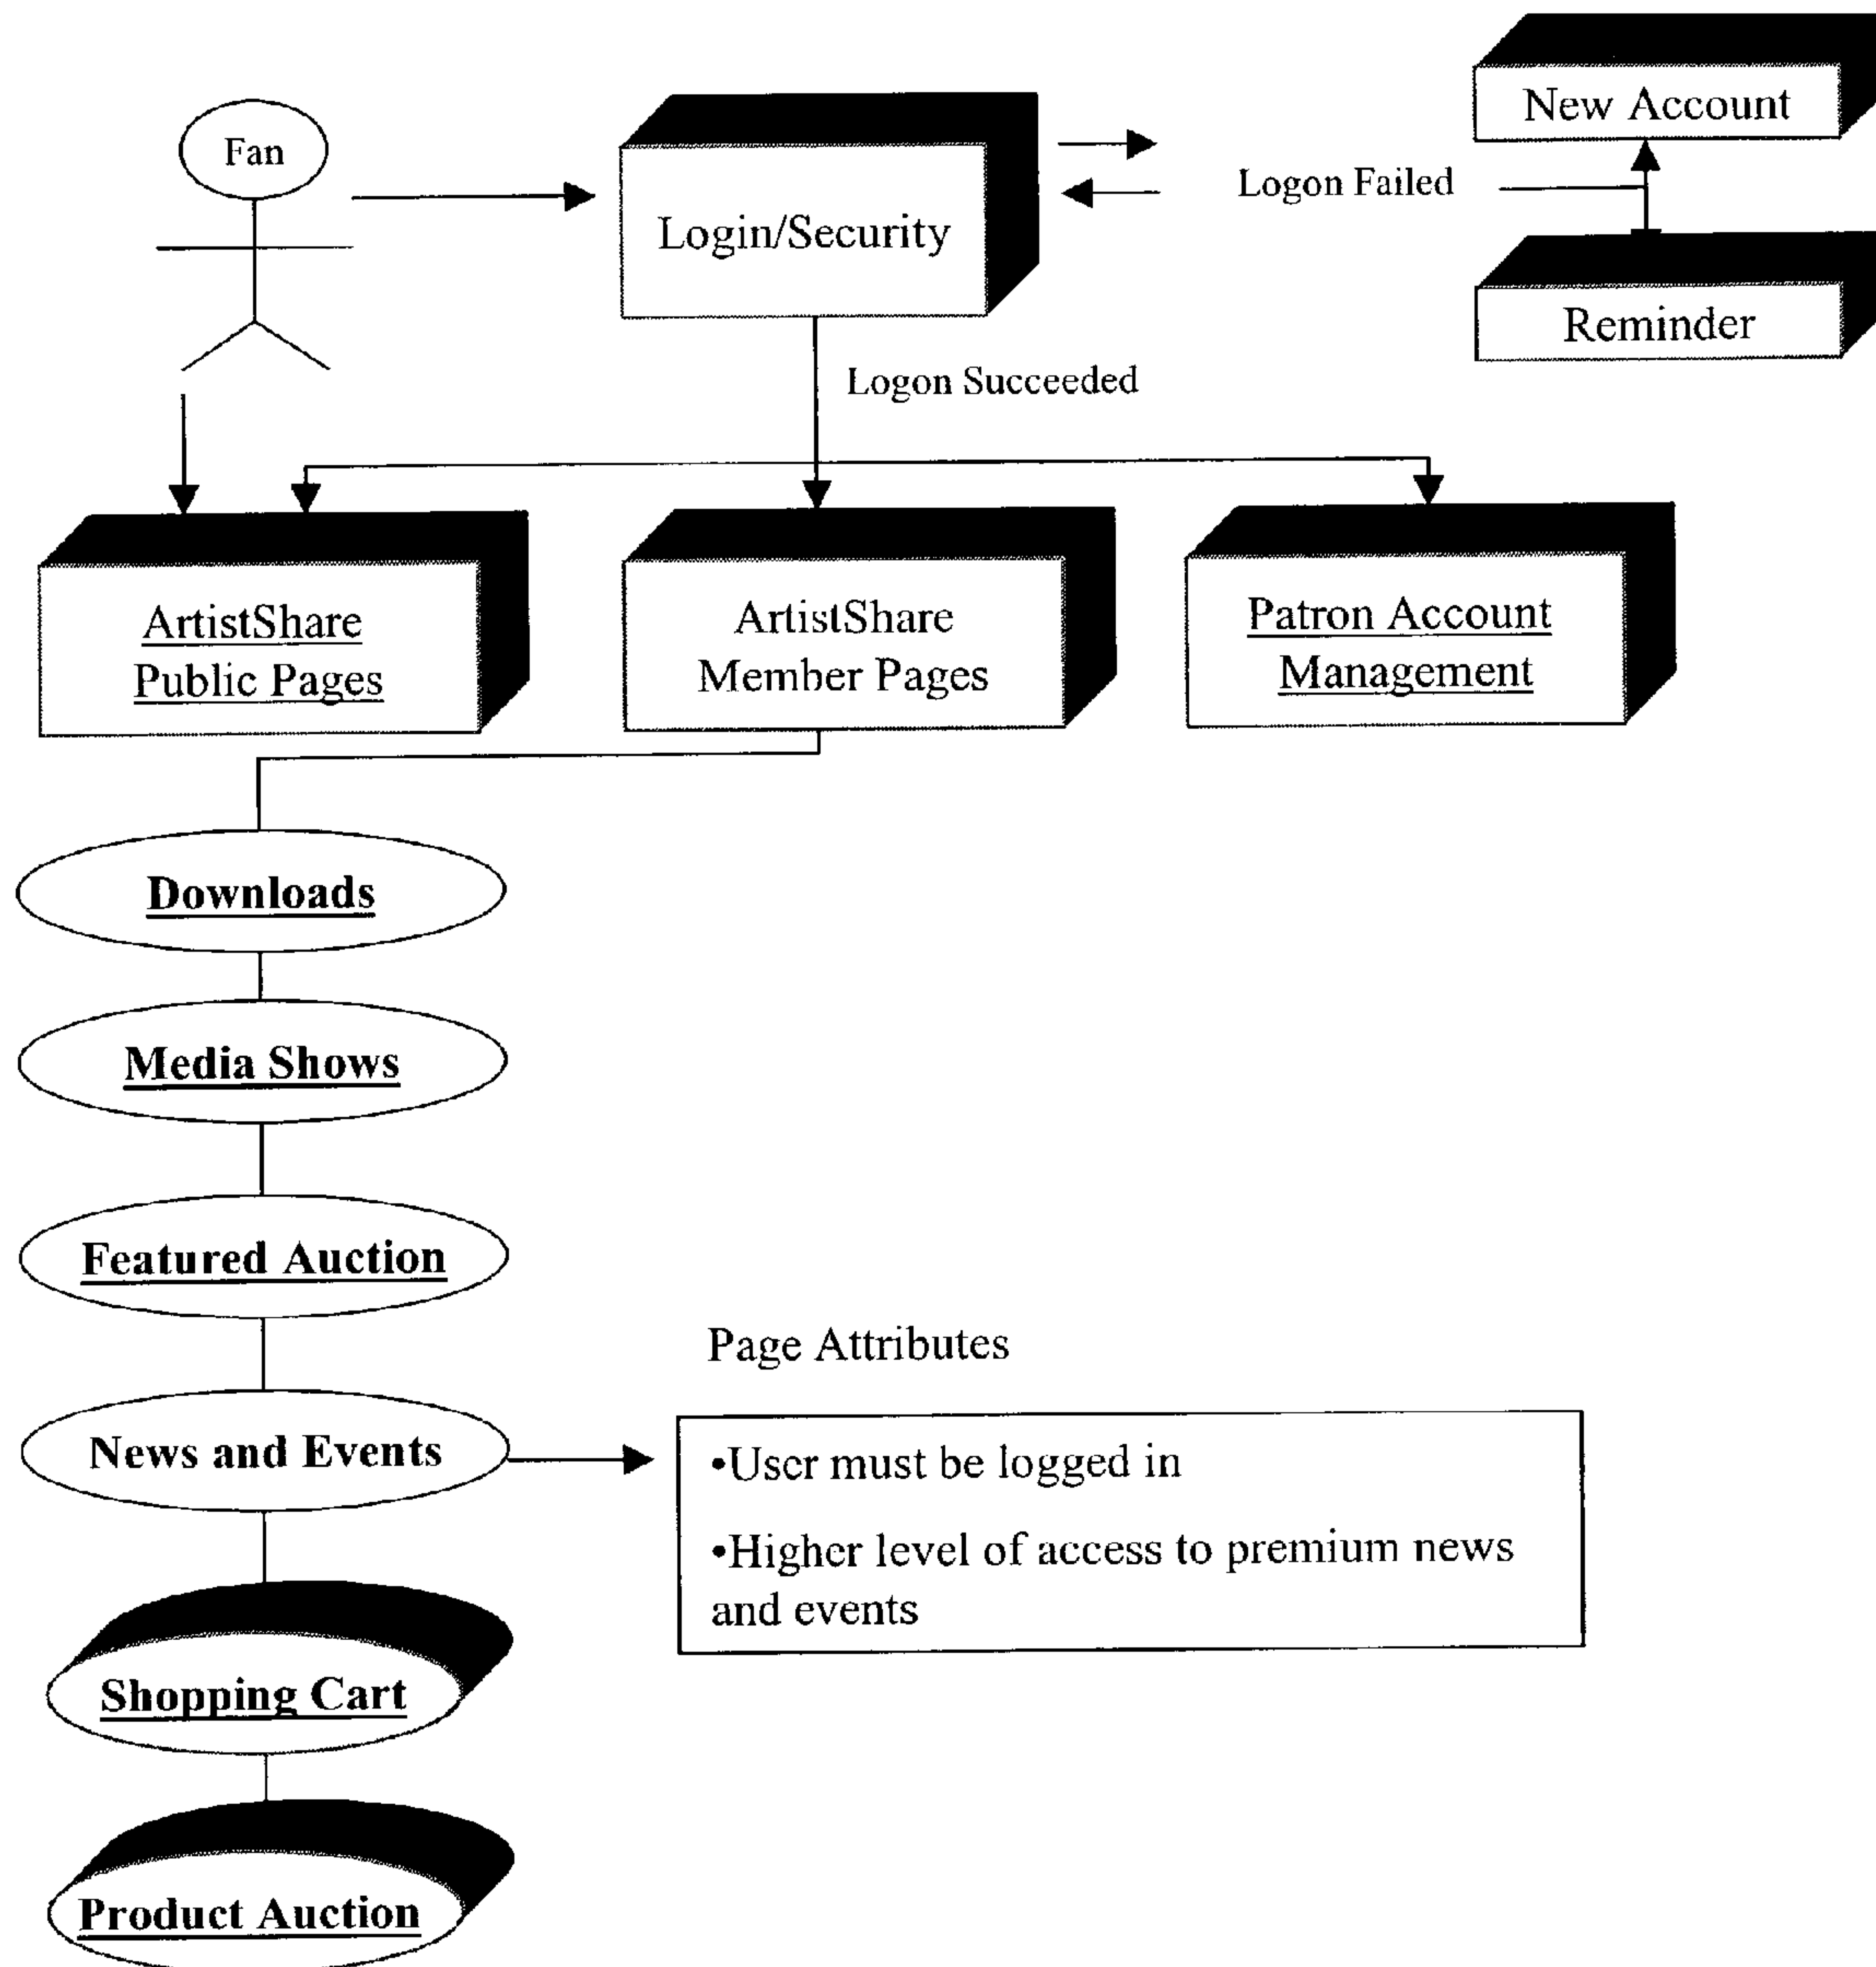 Fan
New Account
Login/Security
Logon Failed
Reminder
Logon Succeeded
ArtistShare
Public Pages
ArtistShare
Member Pages
Patron Account
Management
Downloads
Media Shows
Featured Auction
Page Attributes
News and Events
•User must be logged in
•Higher level of access to premium news
and events
Shopping Cart
Product Auction